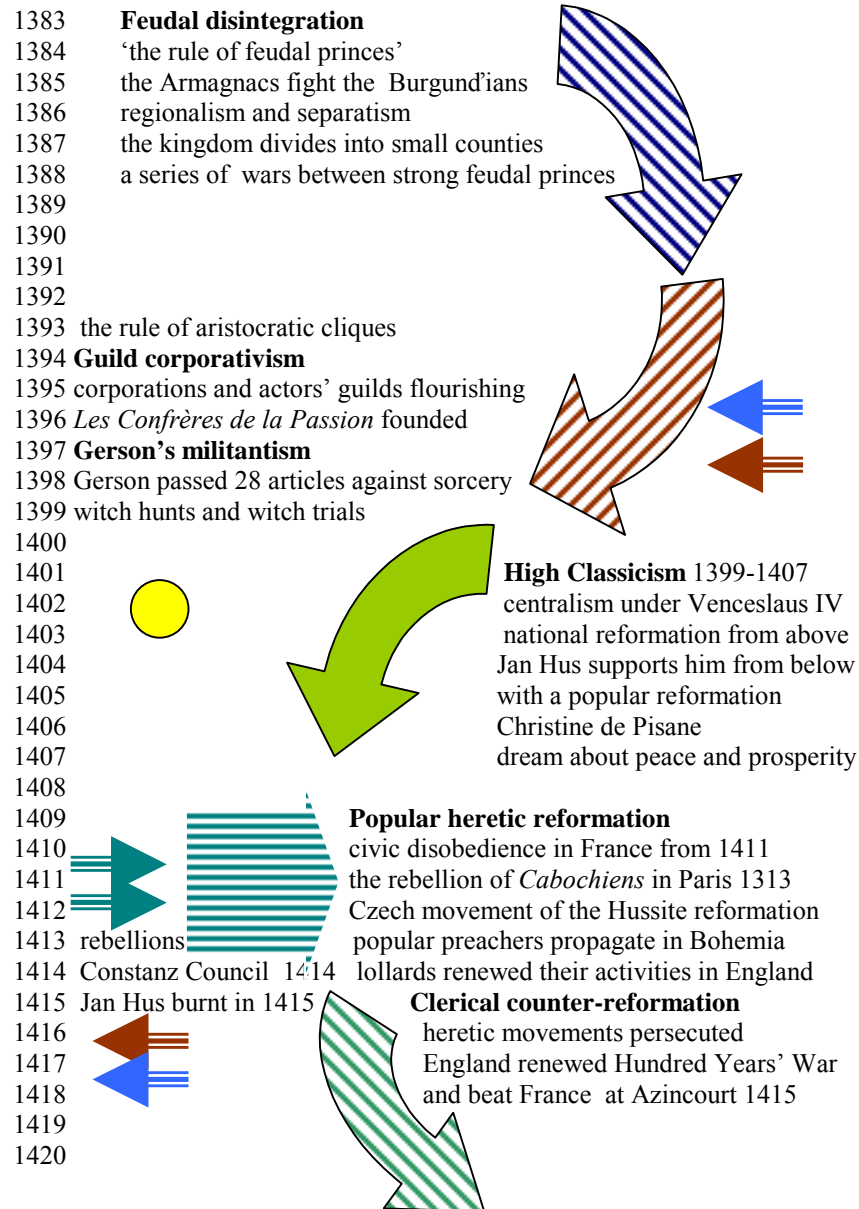 1383 Feudal disintegration
1384 ‘the rule of feudal princes’
1385 the Armagnacs fight the Burgunďians
1386 regionalism and separatism
1387 the kingdom divides into small counties
1388 a series of wars between strong feudal princes
1389
1390
1391
1392
1393 the rule of aristocratic cliques
1394 Guild corporativism
1395 corporations and actors’ guilds flourishing
1396 Les Confrères de la Passion founded
1397 Gerson’s militantism
1398 Gerson passed 28 articles against sorcery
1399 witch hunts and witch trials
1400
1401 High Classicism 1399-1407
1402 centralism under Venceslaus IV
1403 national reformation from above
1404 Jan Hus supports him from below
1405 with a popular reformation
1406 Christine de Pisane
1407 dream about peace and prosperity
1408
1409 Popular heretic reformation
1410 civic disobedience in France from 1411
1411 the rebellion of Cabochiens in Paris 1313
1412 Czech movement of the Hussite reformation
1413 rebellions popular preachers propagate in Bohemia
1414 Constanz Council 1414 lollards renewed their activities in England
1415 Jan Hus burnt in 1415 Clerical counter-reformation
1416 heretic movements persecuted
1417 England renewed Hundred Years’ War
1418 and beat France at Azincourt 1415
1419
1420